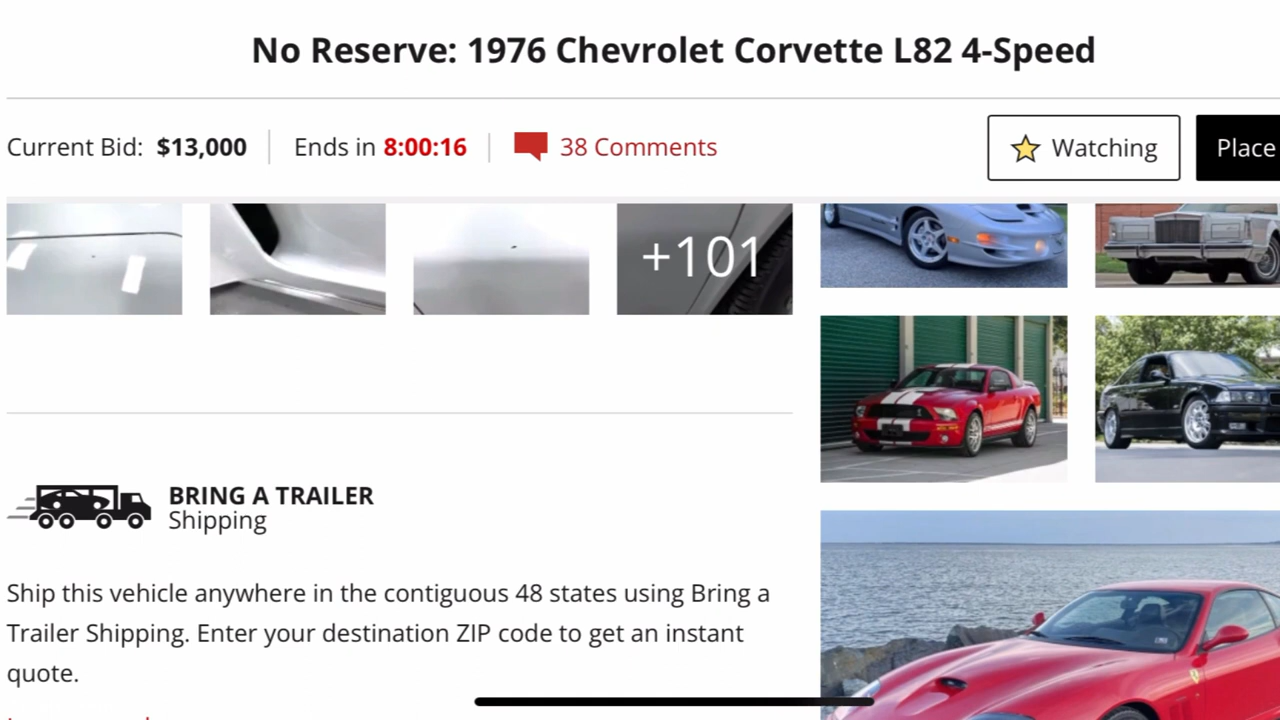 No Reserve: 1976 Chevrolet Corvette L82 4-Speed
Current Bid: $13,000
Ends in 8:00:16
38 Comments
Watching
Place
+101
BRING A TRAILER
Shipping
Ship this vehicle anywhere in the contiguous 48 states using Bring a
Trailer Shipping. Enter your destination ZIP code to get an instant
quote.